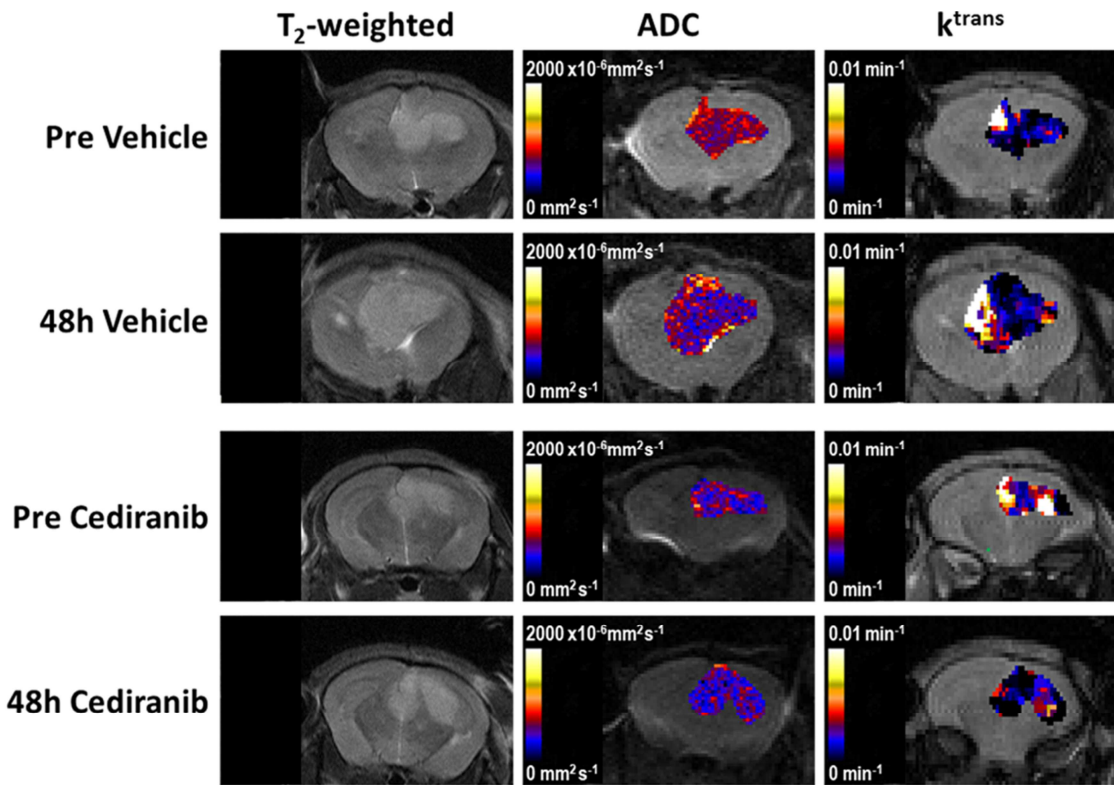 T₂-weighted ADC k^trans
Pre Vehicle
2000 x10⁻⁶mm²s⁻¹
0 mm²s⁻¹
0.01 min⁻¹
0 min⁻¹
48h Vehicle
2000 x10⁻⁶mm²s⁻¹
0 mm²s⁻¹
0.01 min⁻¹
0 min⁻¹
Pre Cediranib
2000 x10⁻⁶mm²s⁻¹
0 mm²s⁻¹
0.01 min⁻¹
0 min⁻¹
48h Cediranib
2000 x10⁻⁶mm²s⁻¹
0 mm²s⁻¹
0.01 min⁻¹
0 min⁻¹